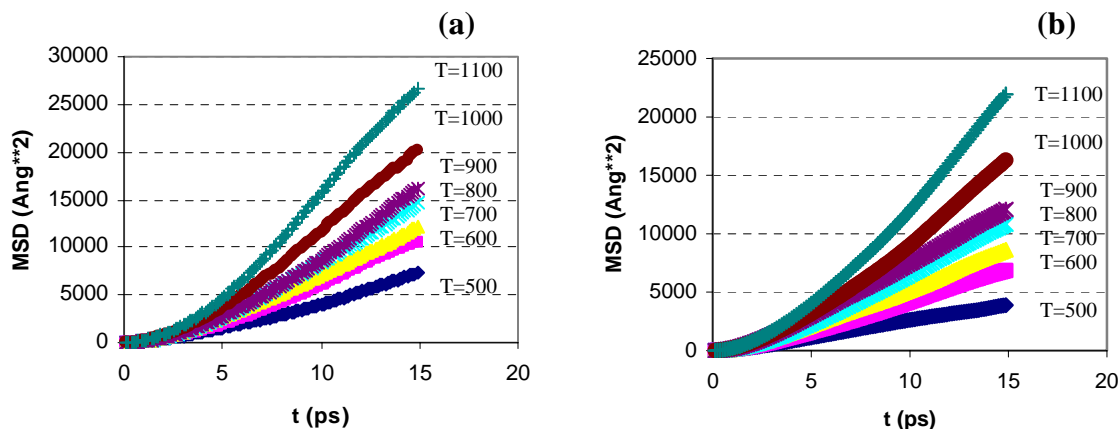 (a)
30000
25000
20000
15000
10000
5000
0
MSD (Ang**2)
T=1100
T=1000
T=900
T=800
T=700
T=600
T=500
0 5 10 15 20
t (ps)
(b)
25000
20000
15000
10000
5000
0
MSD (Ang**2)
T=1100
T=1000
T=900
T=800
T=700
T=600
T=500
0 5 10 15 20
t (ps)